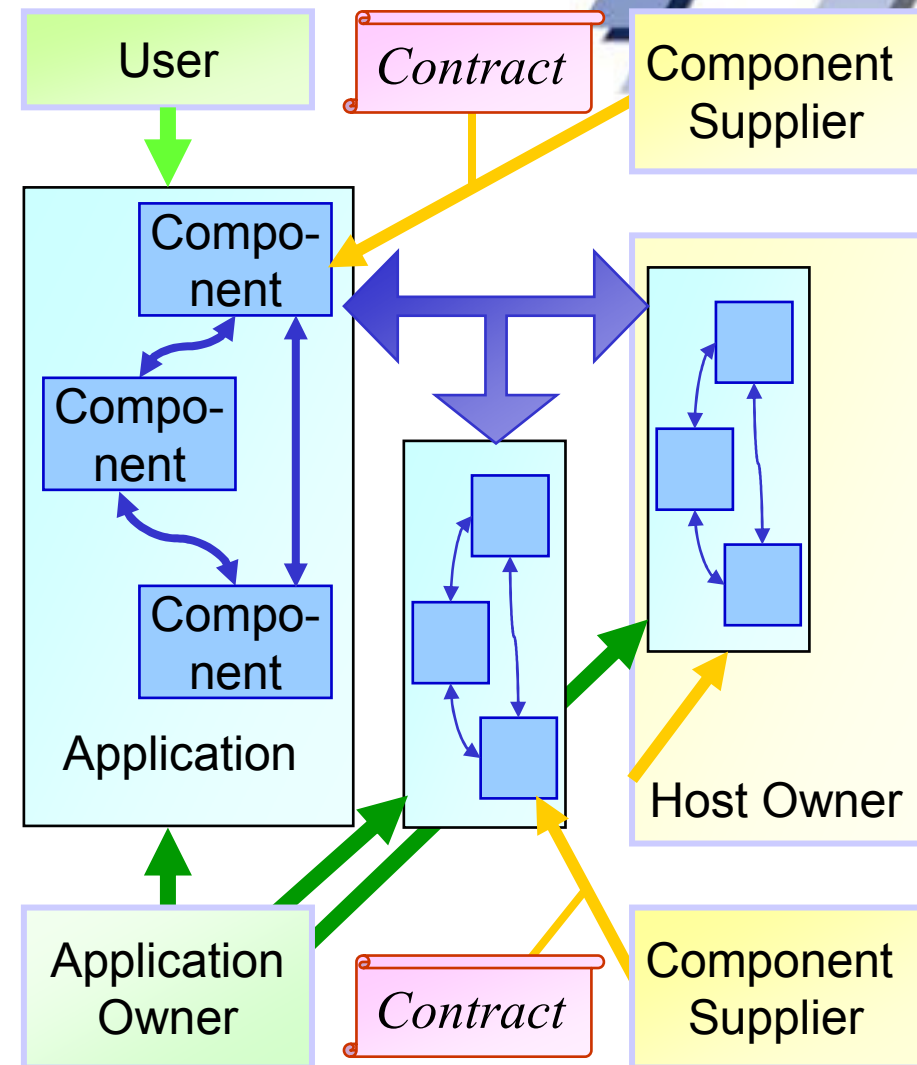 User
Contract
Component
Supplier
Compo-
nent
Compo-
nent
Compo-
nent
Application
Host Owner
Application
Owner
Contract
Component
Supplier